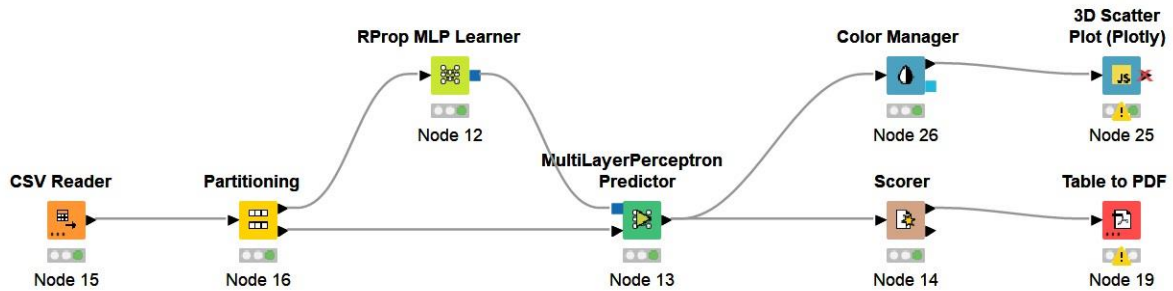 3D Scatter
Plot (Plotly)
RProp MLP Learner
Color Manager
JS
Node 12
Node 26
Node 25
MultiLayerPerceptron
Predictor
CSV Reader
Partitioning
Scorer
Table to PDF
Node 15
Node 16
Node 13
Node 14
Node 19